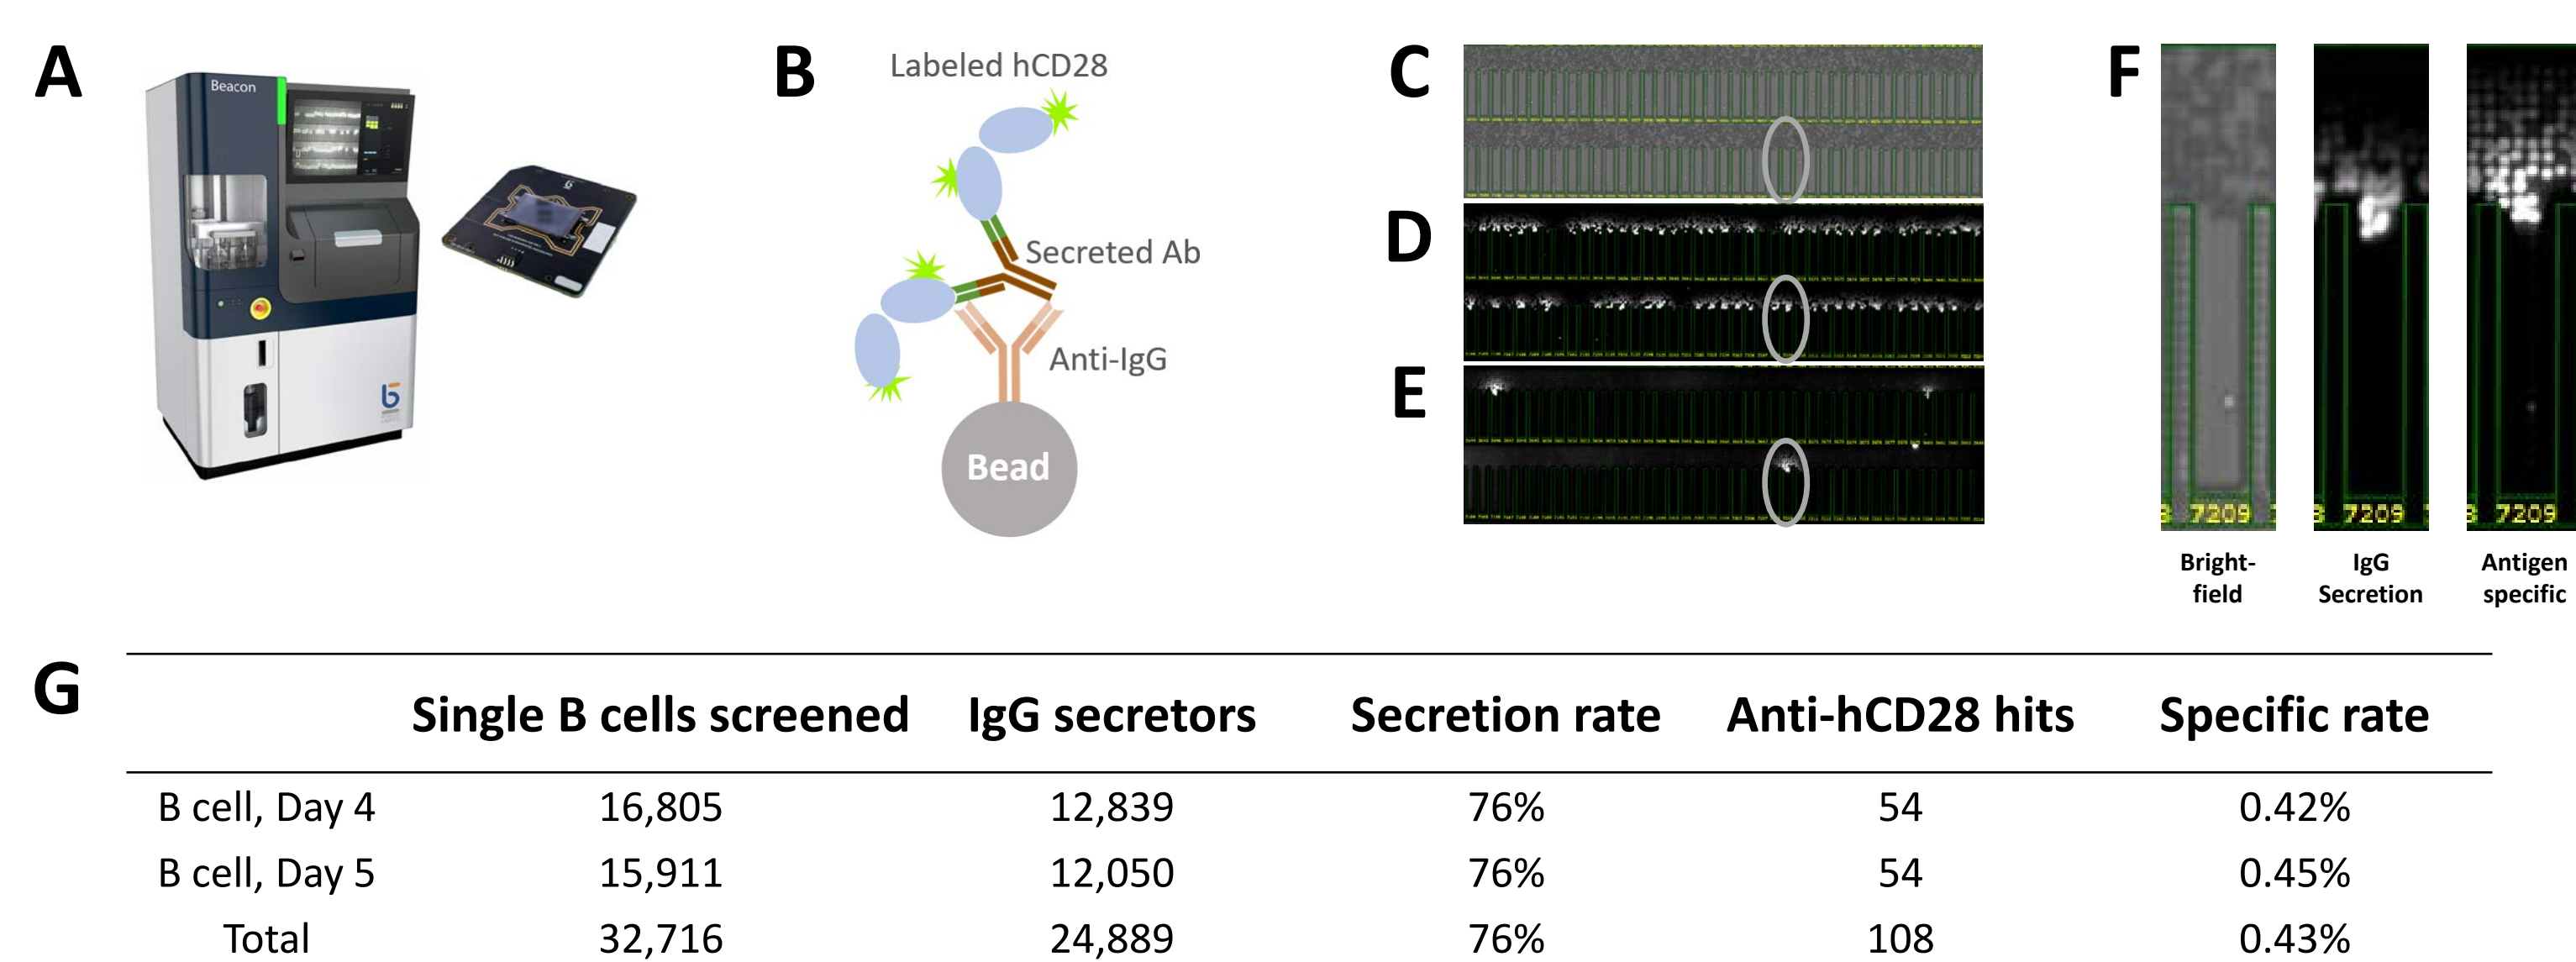 A
Beacon
B
Labeled hCD28
Secreted Ab
Anti-IgG
Bead
C
D
E
F
7209
7209
7209
Bright-
field
IgG
Secretion
Antigen
specific
G
Single B cells screened IgG secretors Secretion rate Anti-hCD28 hits Specific rate
B cell, Day 4 16,805 12,839 76% 54 0.42%
B cell, Day 5 15,911 12,050 76% 54 0.45%
Total 32,716 24,889 76% 108 0.43%